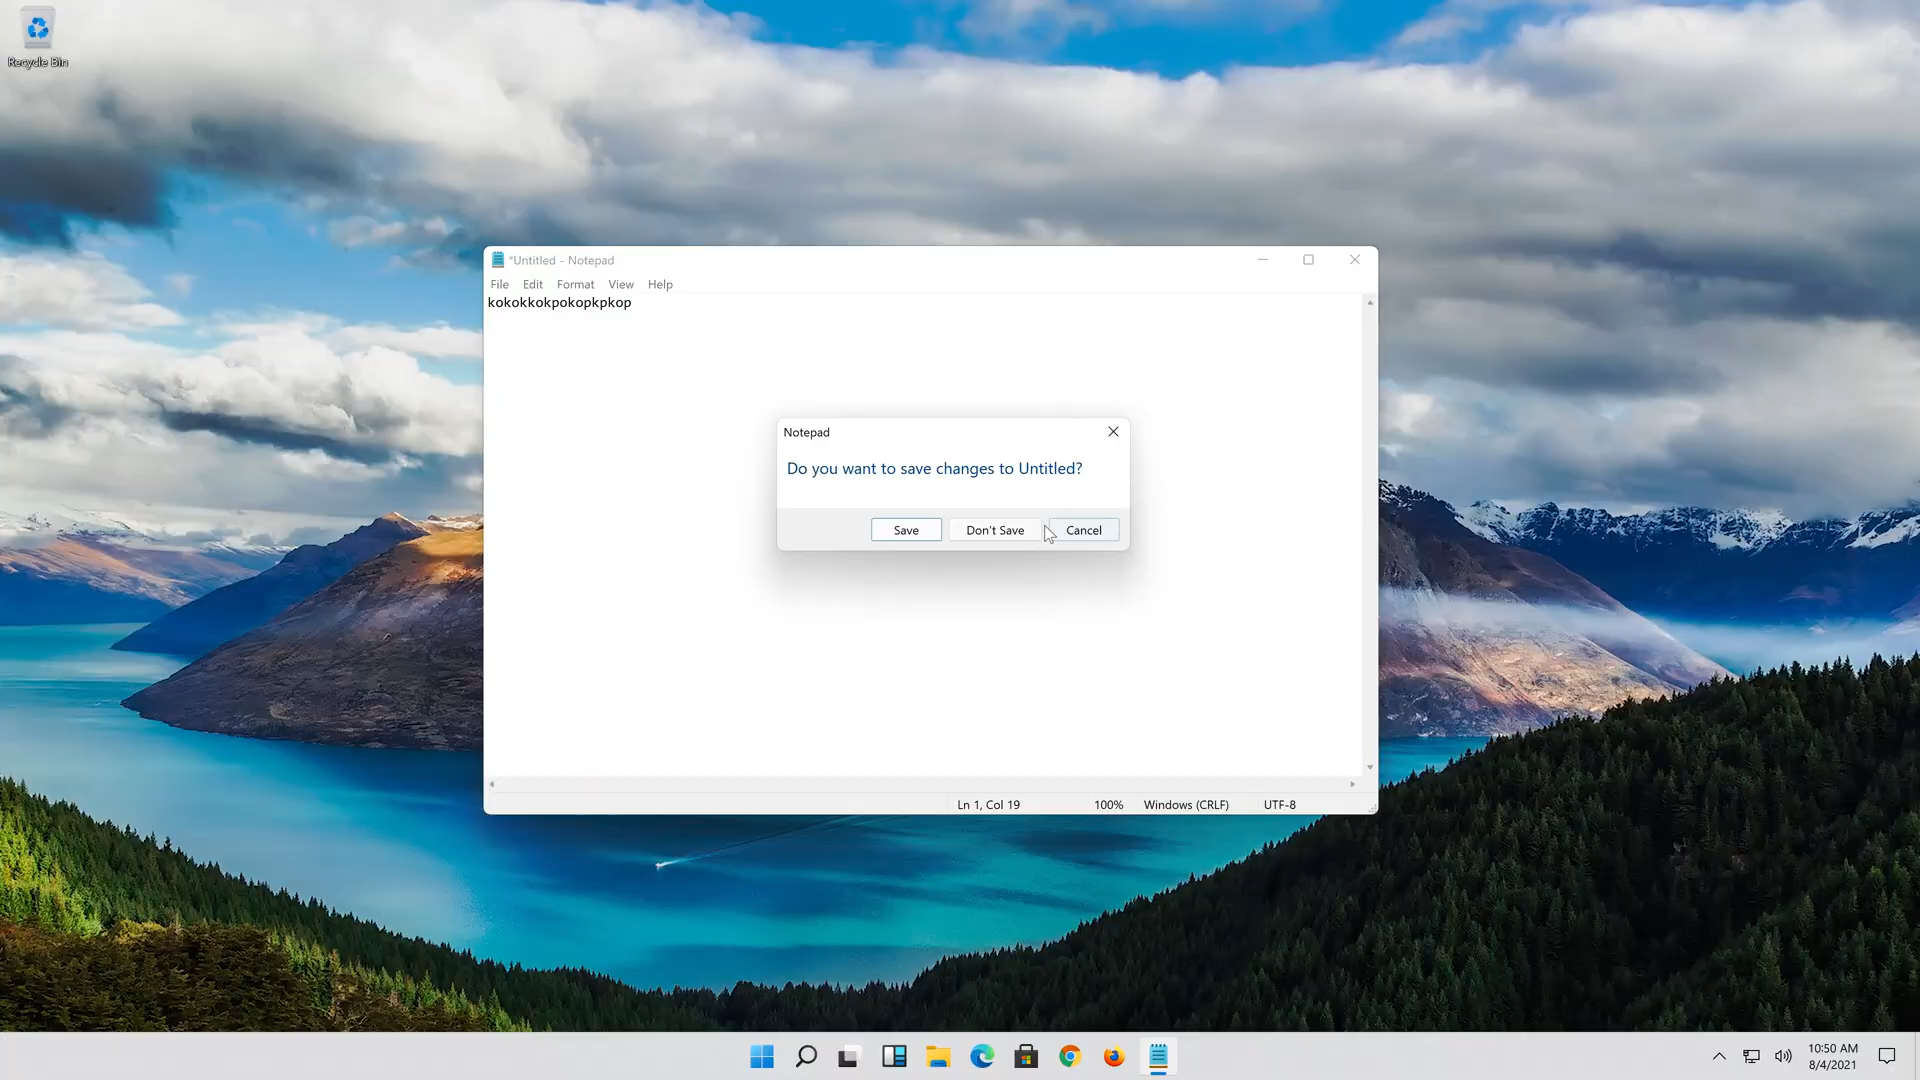 Recycle Bin
*Untitled - Notepad
File Edit Format View Help
kokokkokpokopkpkop
Notepad
Do you want to save changes to Untitled?
Save Don't Save Cancel
Ln 1, Col 19 100% Windows (CRLF) UTF-8
10:50 AM
8/4/2021